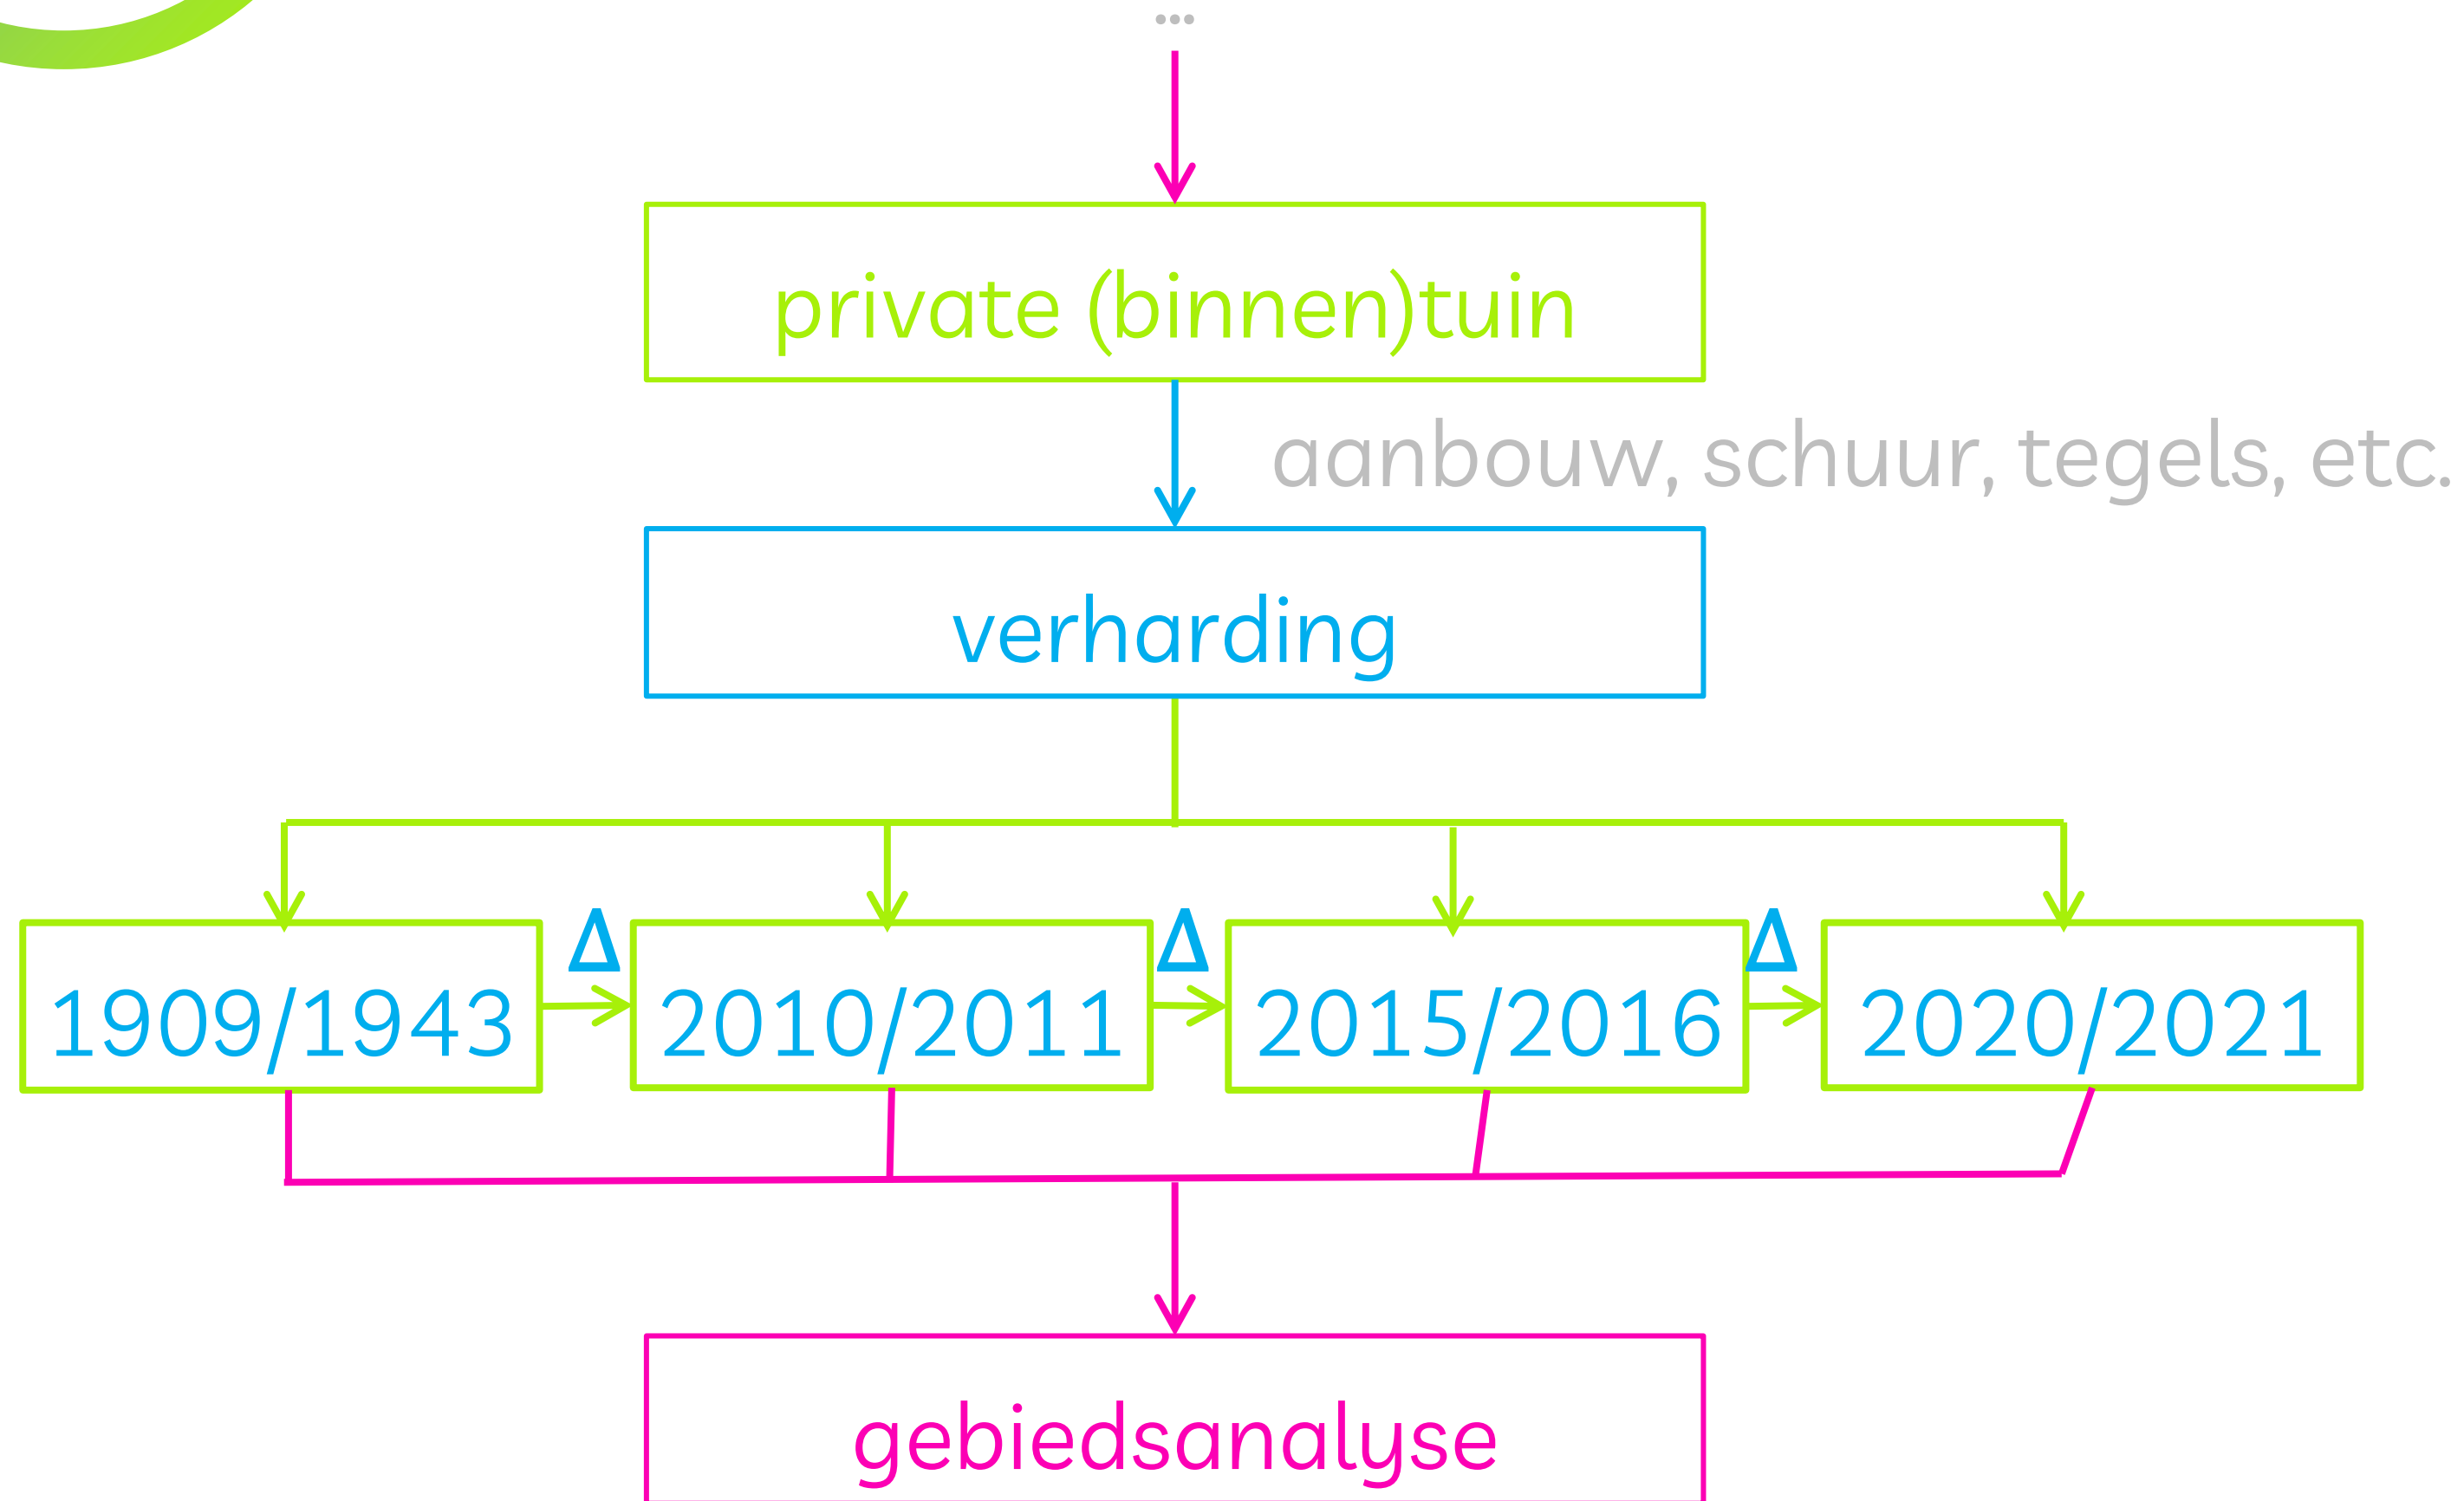 ...
private (binnen)tuin
aanbouw, schuur, tegels, etc.
verharding
Δ Δ Δ
1909/1943 2010/2011 2015/2016 2020/2021
gebiedsanalyse